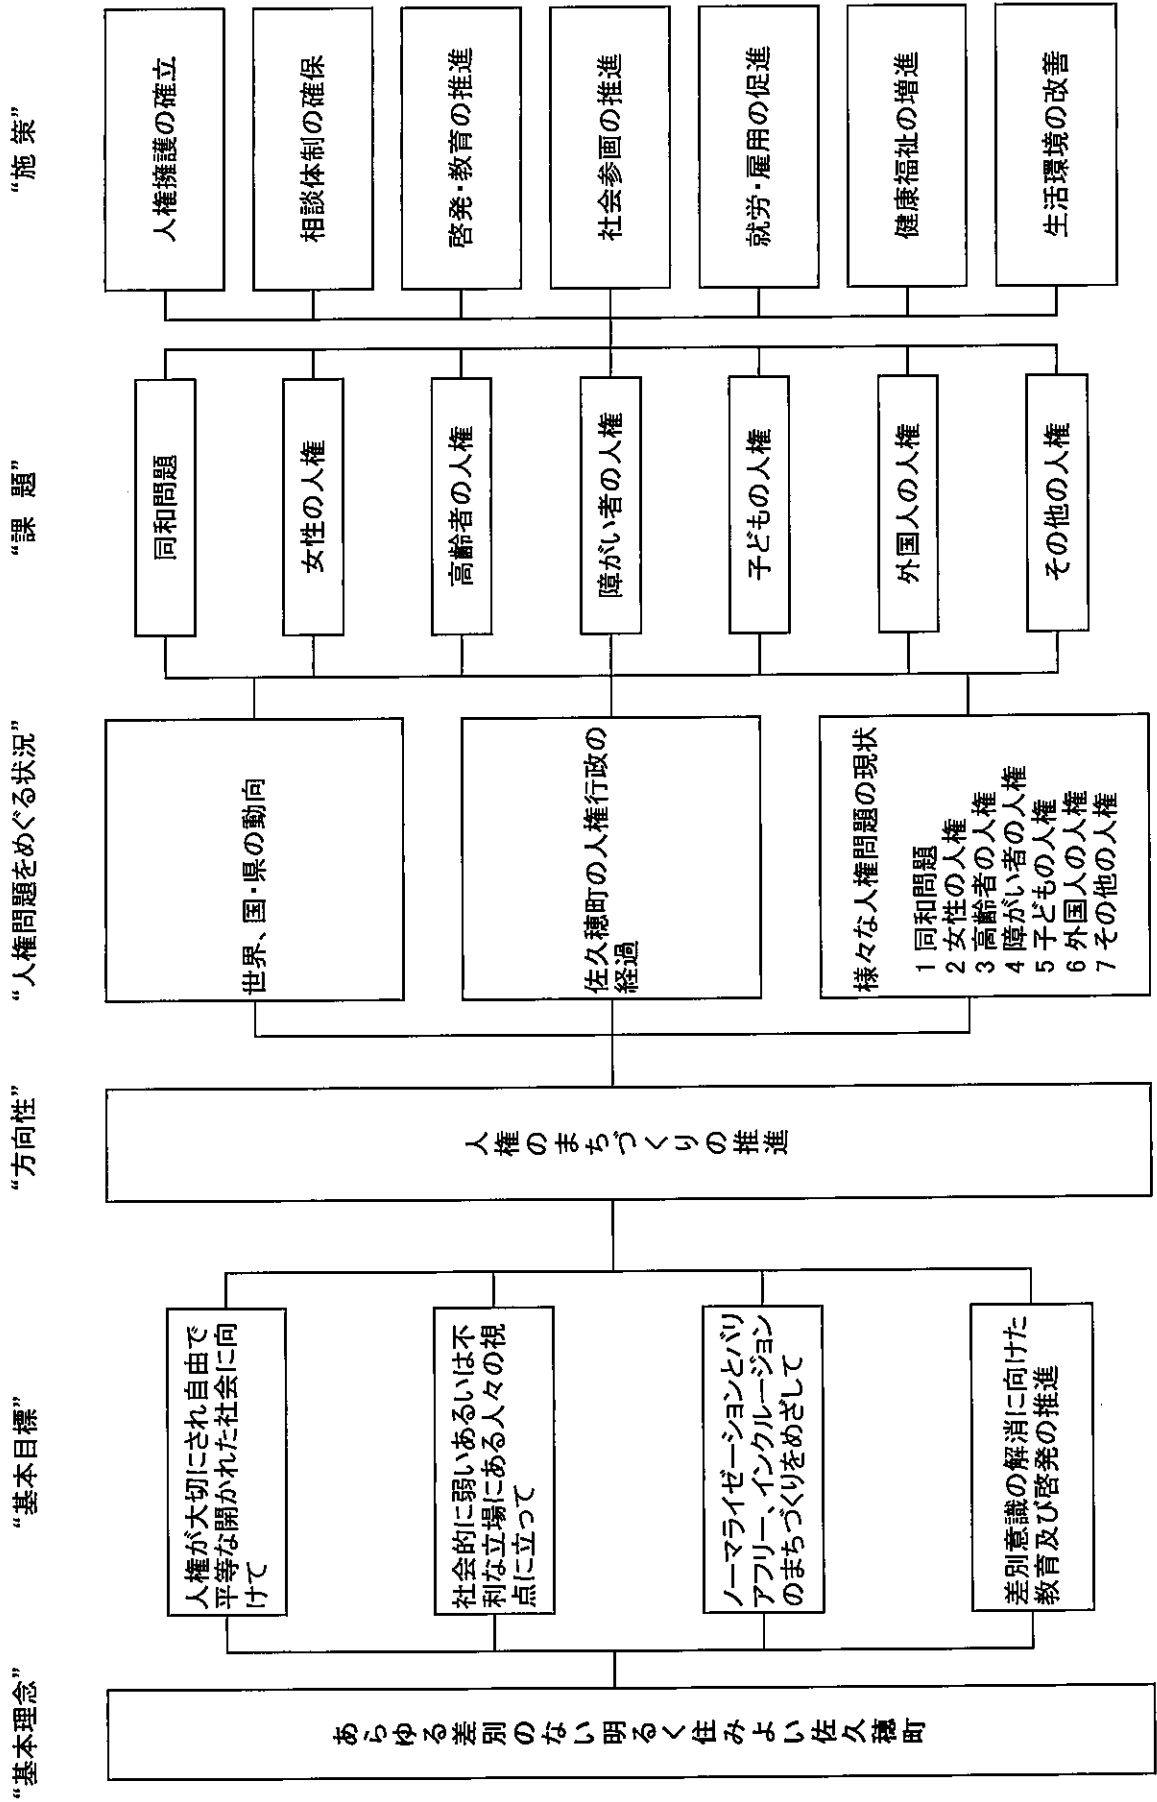 “基本理念”
あらゆる差別のない明るく住みよい佐久穂町
“基本目標”
人権が大切にされ自由で
平等な開かれた社会に向
けて
社会的に弱いあるいは不
利な立場にある人々の視
点に立って
ノーマライゼーションとバリ
アフリー、インクルージョン
のまちづくりをめざして
差別意識の解消に向けた
教育及び啓発の推進
“方向性”
人権のまちづくりの推進
“人権問題をめぐる状況”
世界、国・県の動向
佐久穂町の人権行政の
経過
様々な人権問題の現状
1 同和問題
2 女性の人権
3 高齢者の人権
4 障がい者の人権
5 子どもの人権
6 外国人の人権
7 その他の人権
“課 題”
同和問題
女性の人権
高齢者の人権
障がい者の人権
子どもの人権
外国人の人権
その他の人権
“施 策”
人権擁護の確立
相談体制の確保
啓発・教育の推進
社会参画の推進
就労・雇用の促進
健康福祉の増進
生活環境の改善